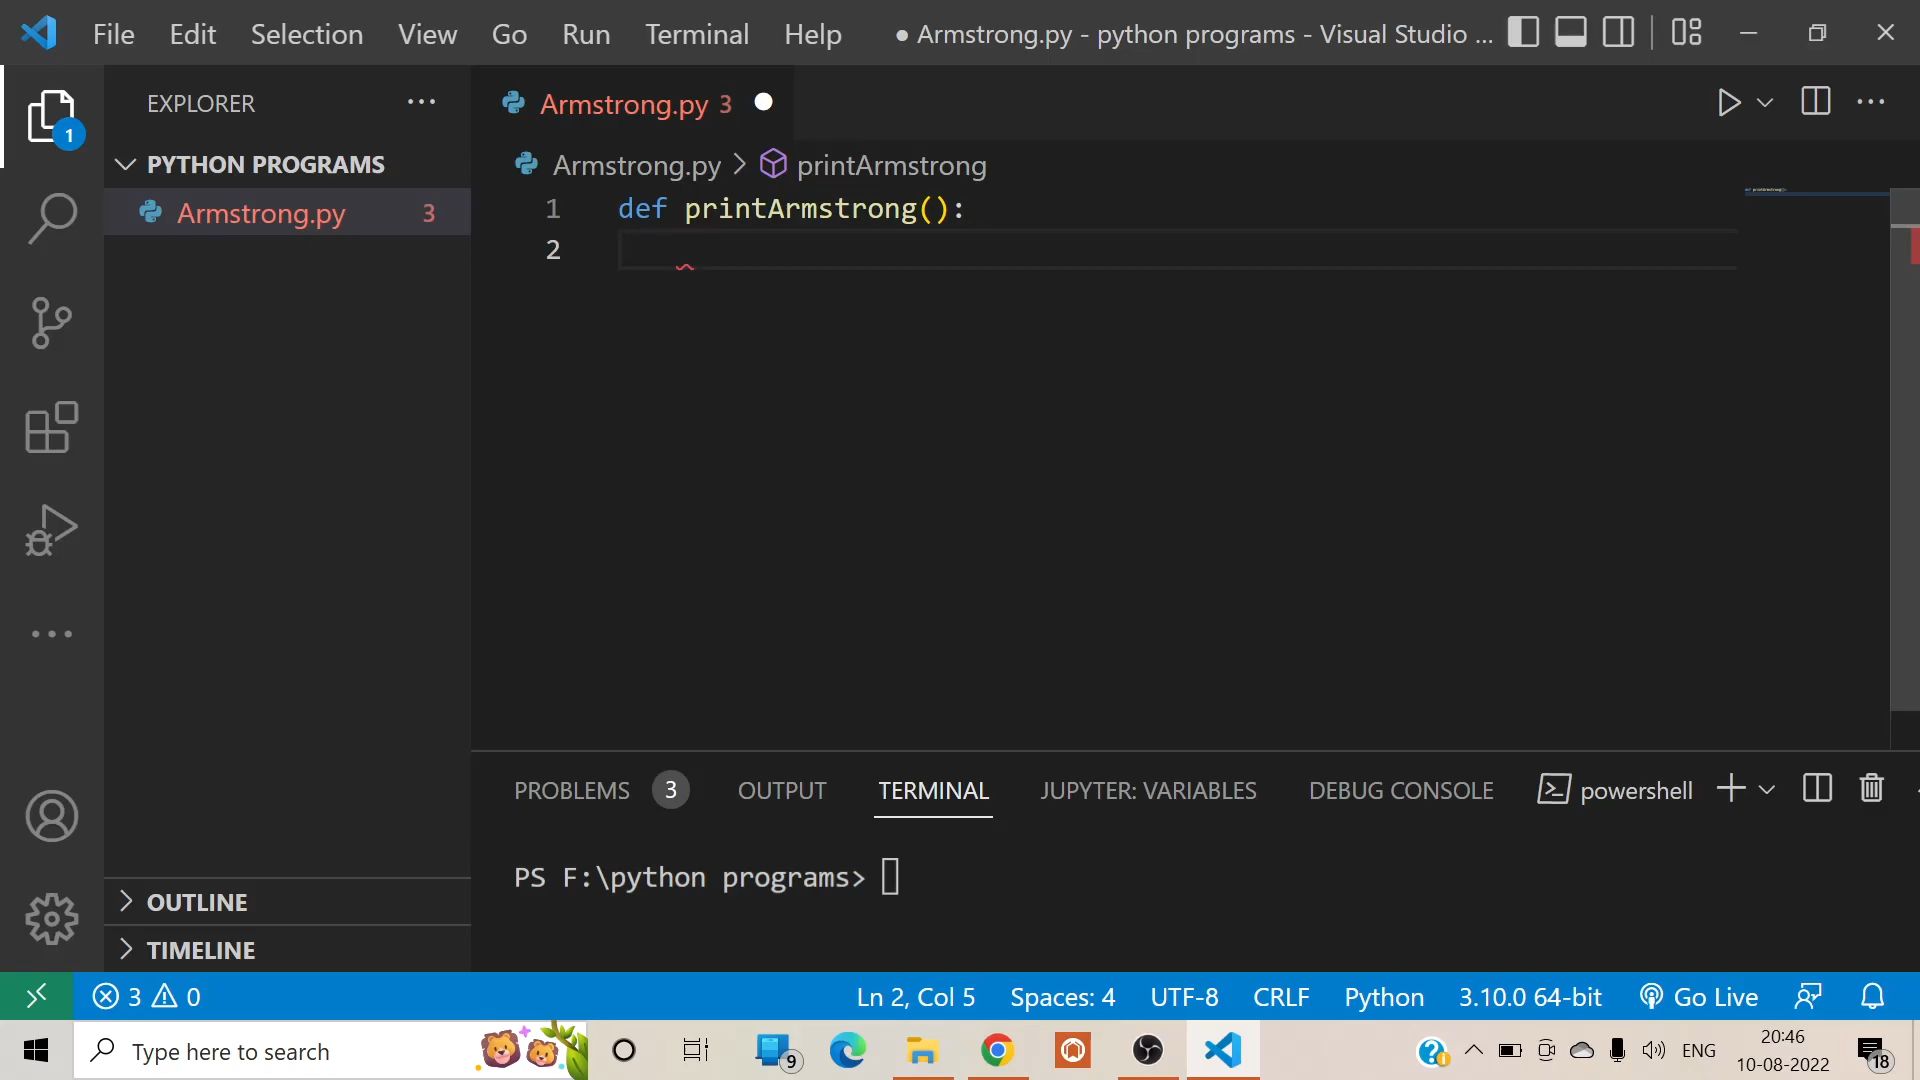 File Edit Selection View Go Run Terminal Help ● Armstrong.py - python programs - Visual Studio ...
EXPLORER ...
Armstrong.py 3
1
PYTHON PROGRAMS
Armstrong.py > printArmstrong
Armstrong.py 3
1 def printArmstrong():
2
PROBLEMS 3 OUTPUT TERMINAL JUPYTER: VARIABLES DEBUG CONSOLE powershell
PS F:\python programs>
OUTLINE
TIMELINE
3 0 Ln 2, Col 5 Spaces: 4 UTF-8 CRLF Python 3.10.0 64-bit Go Live
Type here to search 9 ENG
20:46
10-08-2022
18